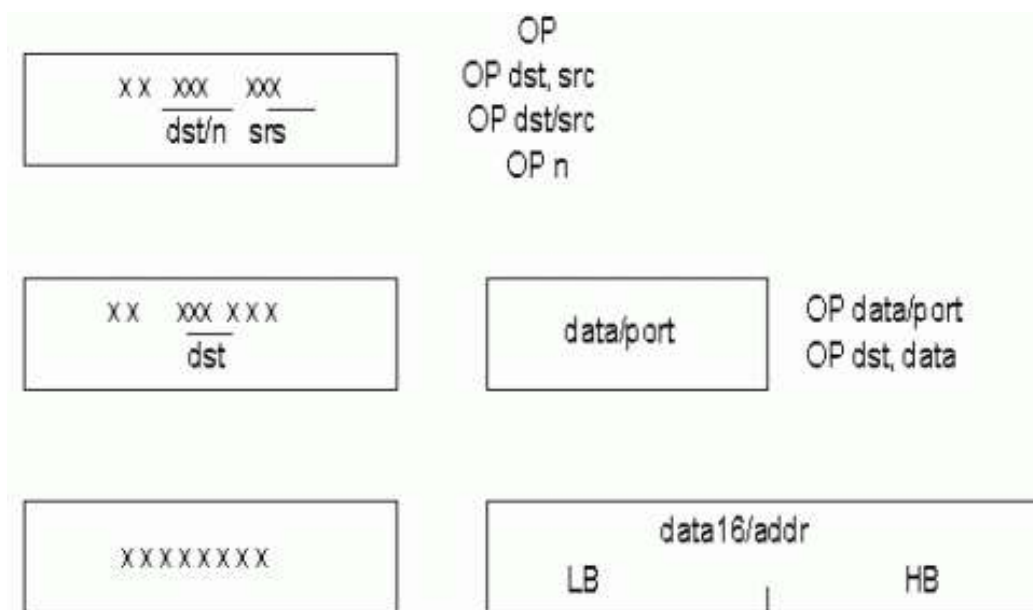 OP
X X XXX XXX
OP dst, src
dst/n srs
OP dst/src
OP n
X X XXX X X X
dst
data/port
OP data/port
OP dst, data
X X X X X X X X
data16/addr
LB HB